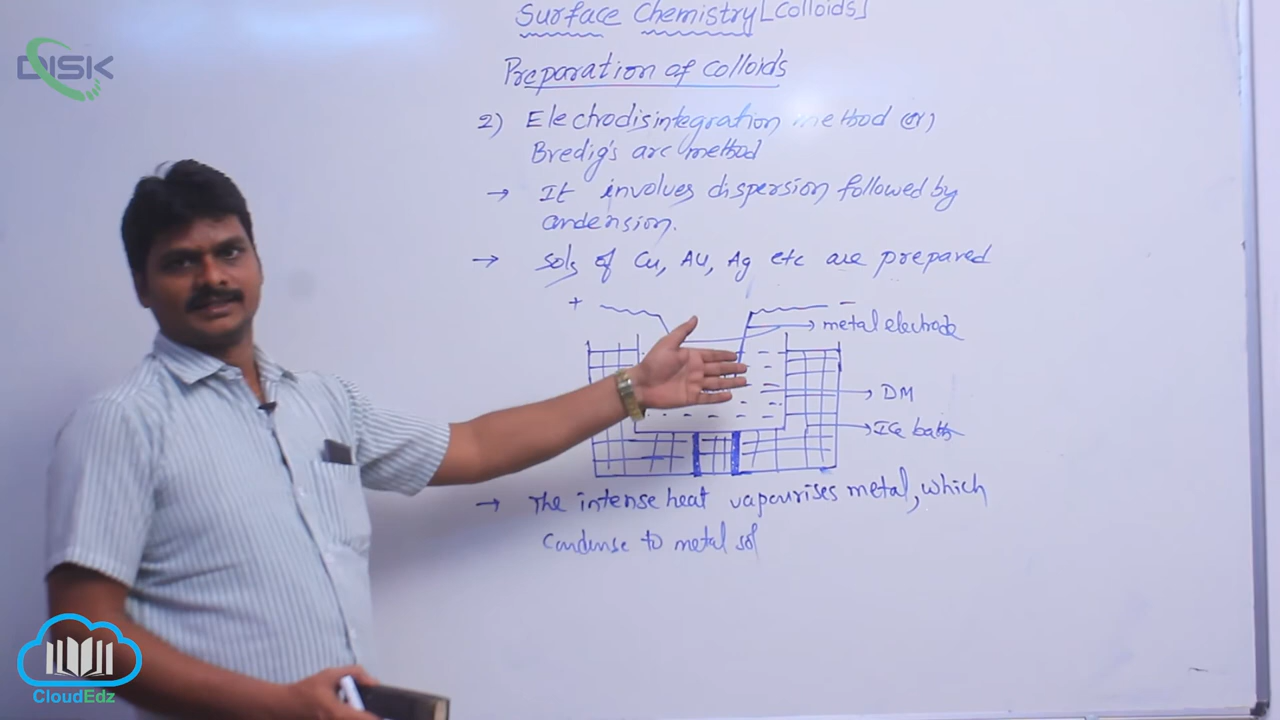 Surface Chemistry [Colloids]
DISK
Preparation of Colloids
2) Electrodisintegration method (or)
Bredig's arc method
→ It involves dispersion followed by
condension.
→ Sols of Cu, Au, Ag etc are prepared
+ −
→ metal electrode
→ DM
→ Ice bath
→ The intense heat vapourises metal, which
Condense to metal sol
CloudEdz